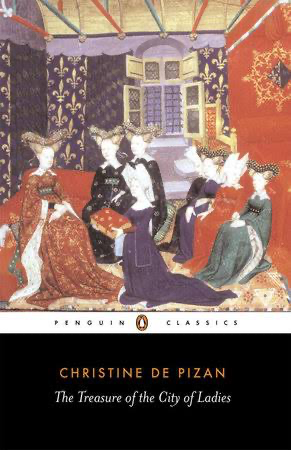 PENGUIN CLASSICS
CHRISTINE DE PIZAN
The Treasure of the City of Ladies